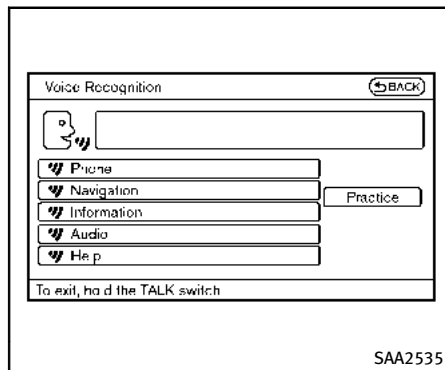 Voice Recognition
BACK
Phone
Navigation
Practice
Information
Audio
Help
To exit, hold the TALK switch
SAA2535